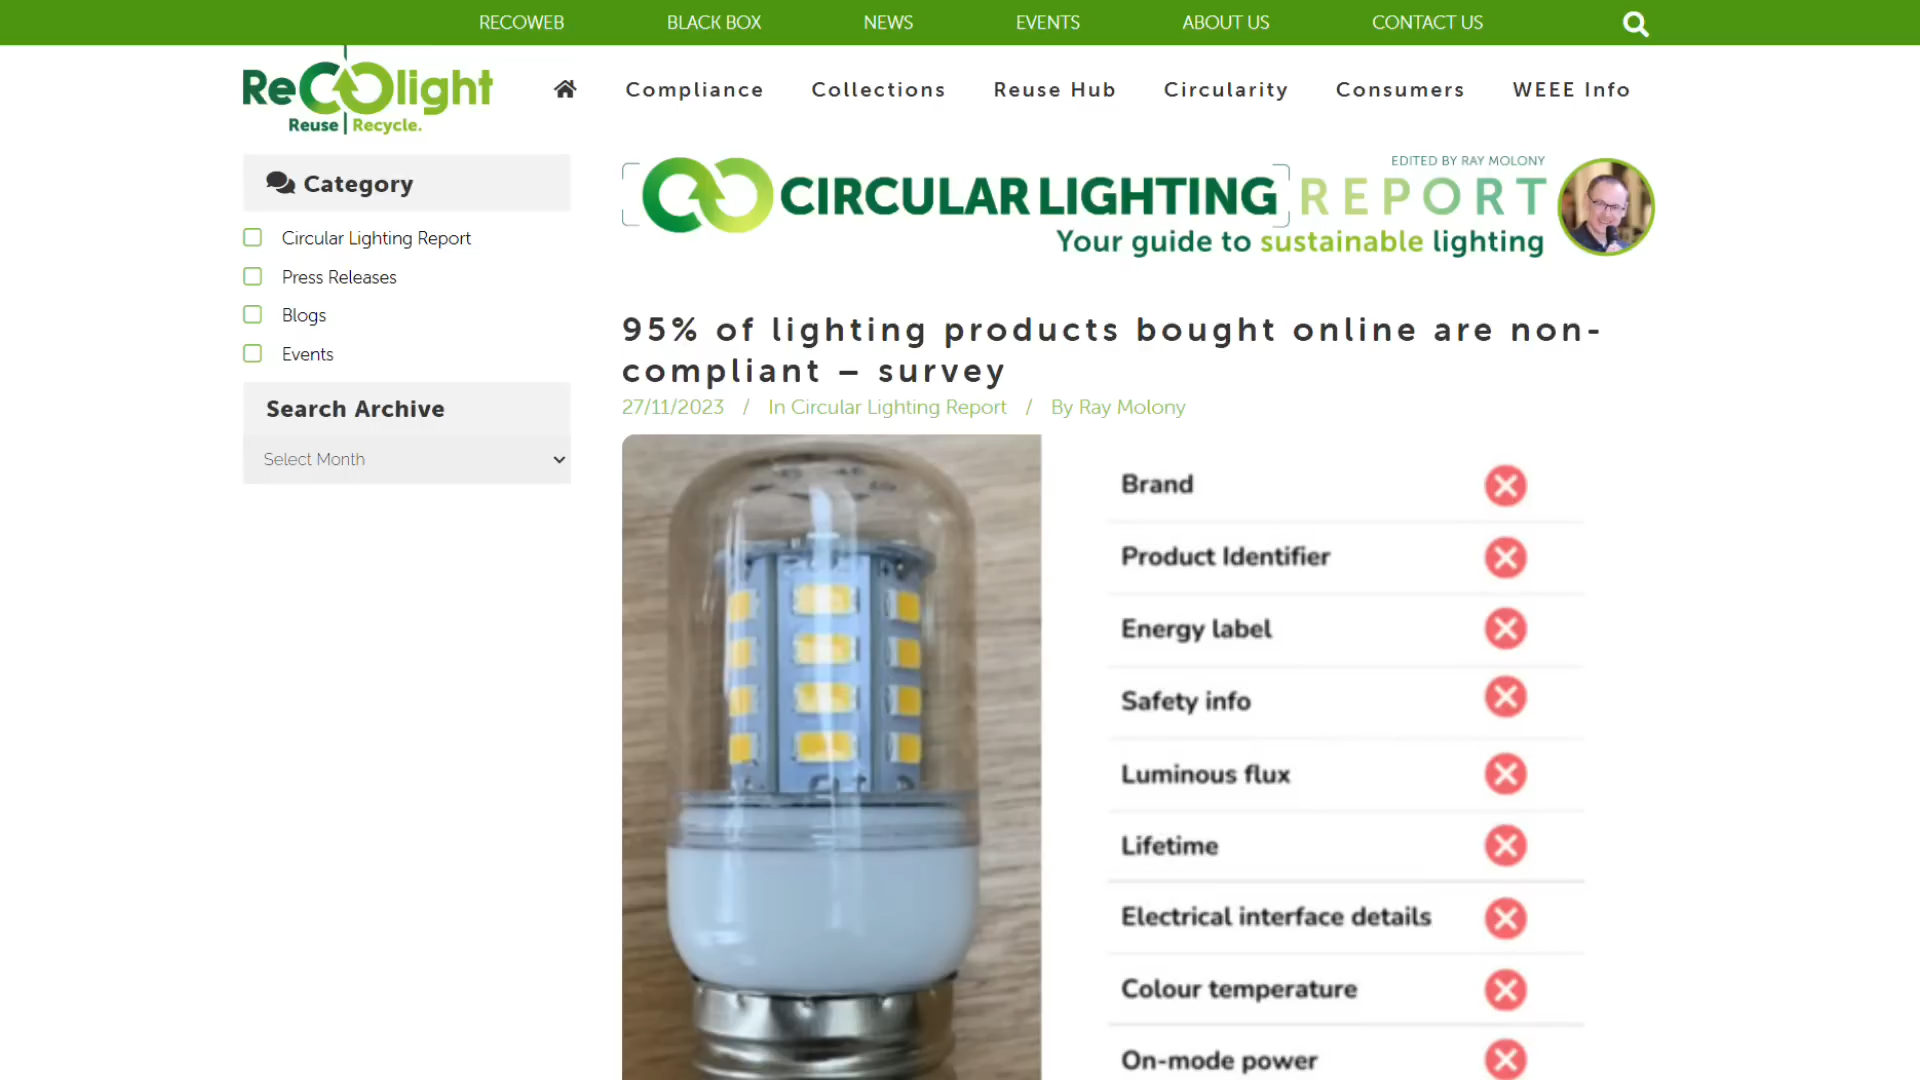 RECOWEB
BLACK BOX
NEWS
EVENTS
ABOUT US
CONTACT US
ReCOlight
Reuse | Recycle.
Compliance
Collections
Reuse Hub
Circularity
Consumers
WEEE Info
Category
Circular Lighting Report
Press Releases
Blogs
Events
Search Archive
Select Month
EDITED BY RAY MOLONY
CIRCULAR LIGHTING REPORT
Your guide to sustainable lighting
95% of lighting products bought online are non-
compliant – survey
27/11/2023 / In Circular Lighting Report / By Ray Molony
Brand
Product Identifier
Energy label
Safety info
Luminous flux
Lifetime
Electrical interface details
Colour temperature
On-mode power